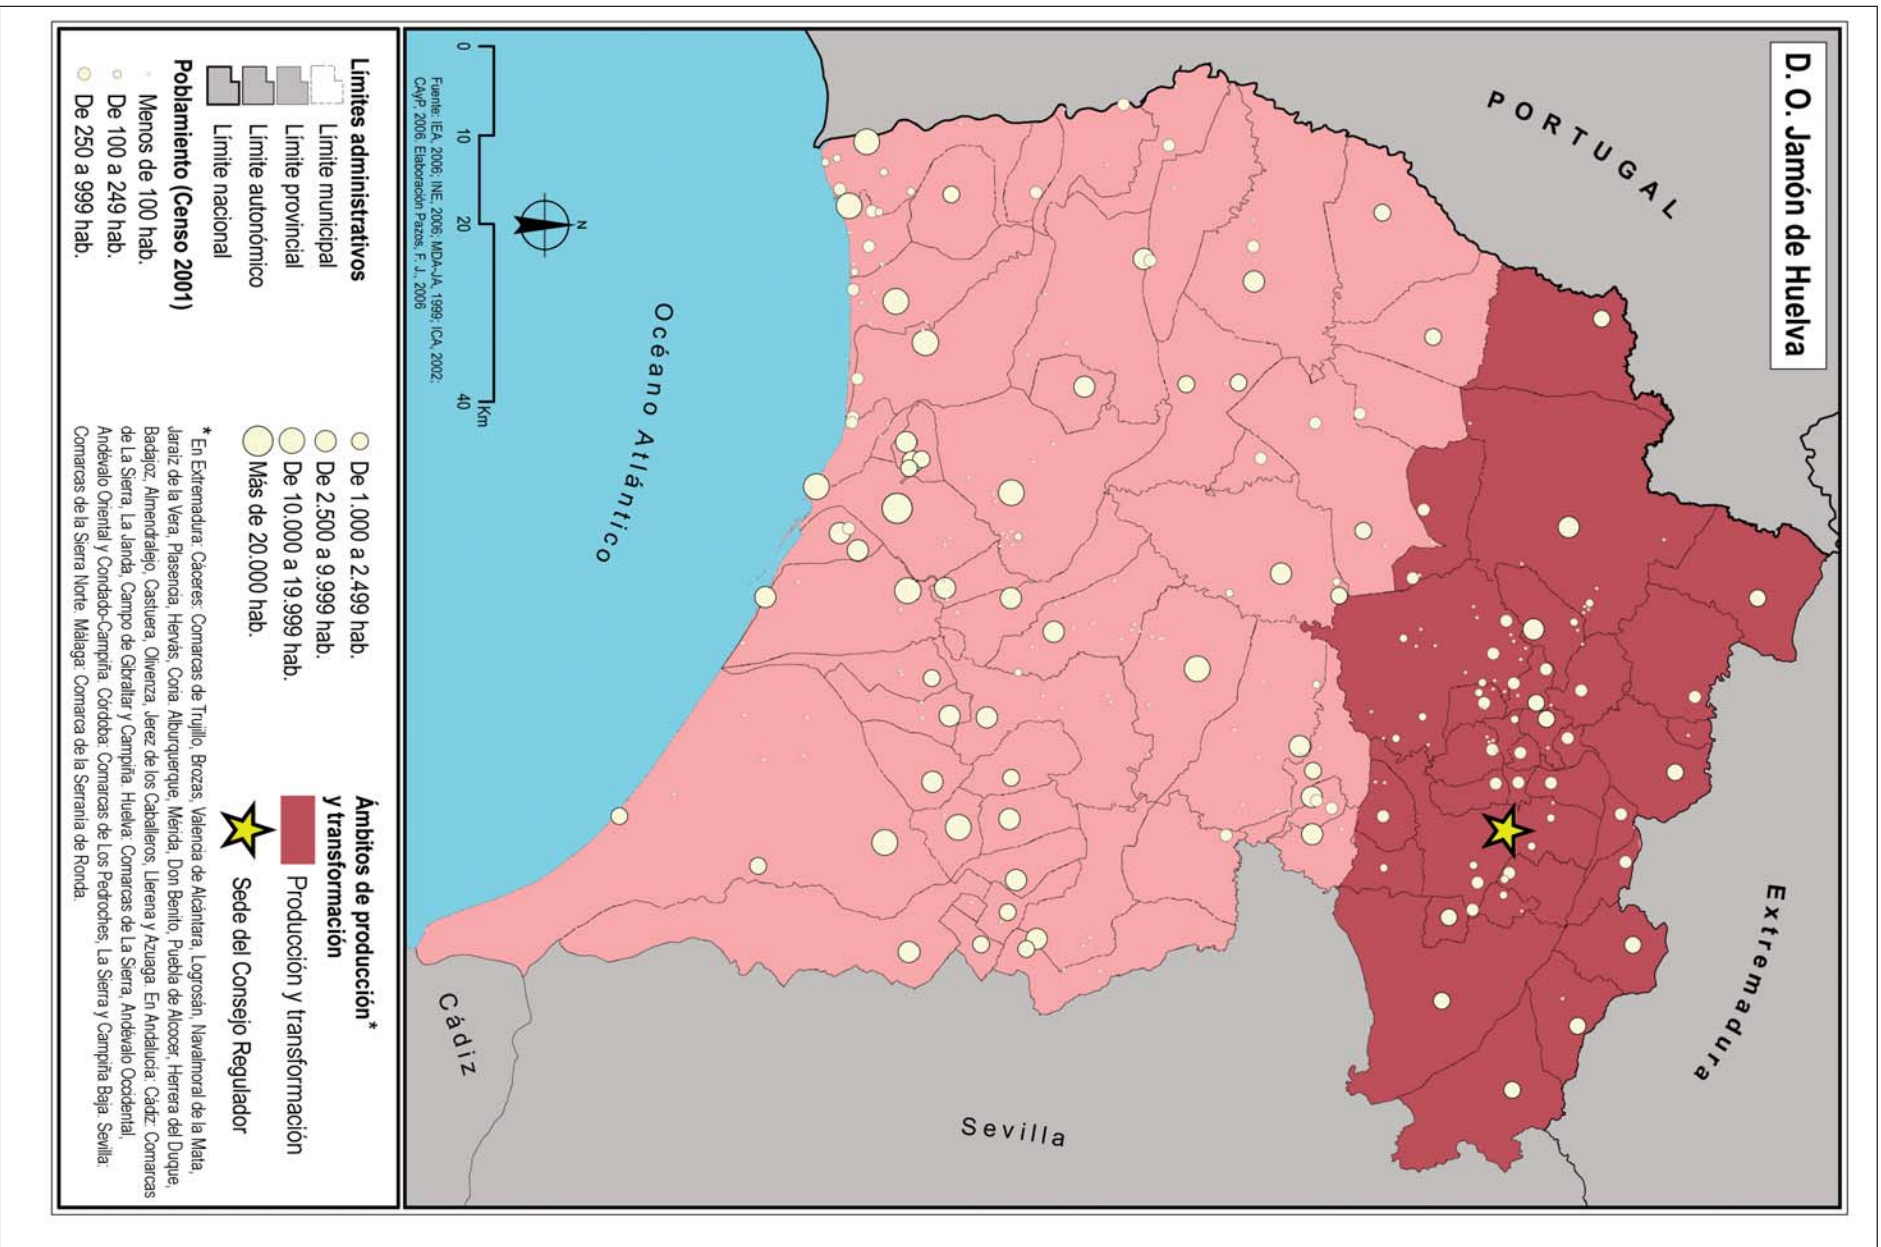 D. O. Jamón de Huelva
PORTUGAL
Extremadura
Océano Atlántico
Sevilla
Cádiz
N
0 10 20 40 Km
Fuente: IEA, 2006; INE, 2006; MDA-JA, 1999; ICA, 2002;
CAyP, 2006. Elaboración Pazos, F. J., 2006
Límites administrativos
Límite municipal
Límite provincial
Límite autonómico
Límite nacional
Poblamiento (Censo 2001)
Menos de 100 hab.
De 100 a 249 hab.
De 250 a 999 hab.
De 1.000 a 2.499 hab.
De 2.500 a 9.999 hab.
De 10.000 a 19.999 hab.
Más de 20.000 hab.
Ámbitos de producción*
y transformación
Producción y transformación
Sede del Consejo Regulador
* En Extremadura: Cáceres: Comarcas de Trujillo, Brozas, Valencia de Alcántara, Logrosán, Navalmoral de la Mata,
Jaraiz de la Vera, Plasencia, Hervás, Coria. Alburquerque, Mérida, Don Benito, Puebla de Alcocer, Herrera del Duque,
Badajoz, Almendralejo, Castuera, Olivenza, Jerez de los Caballeros, Llerena y Azuaga. En Andalucía: Cádiz: Comarcas
de La Sierra, La Janda, Campo de Gibraltar y Campiña. Huelva: Comarcas de La Sierra, Andévalo Occidental,
Andévalo Oriental y Condado-Campiña. Córdoba: Comarcas de Los Pedroches, La Sierra y Campiña Baja. Sevilla:
Comarcas de la Sierra Norte. Málaga: Comarca de la Serranía de Ronda.